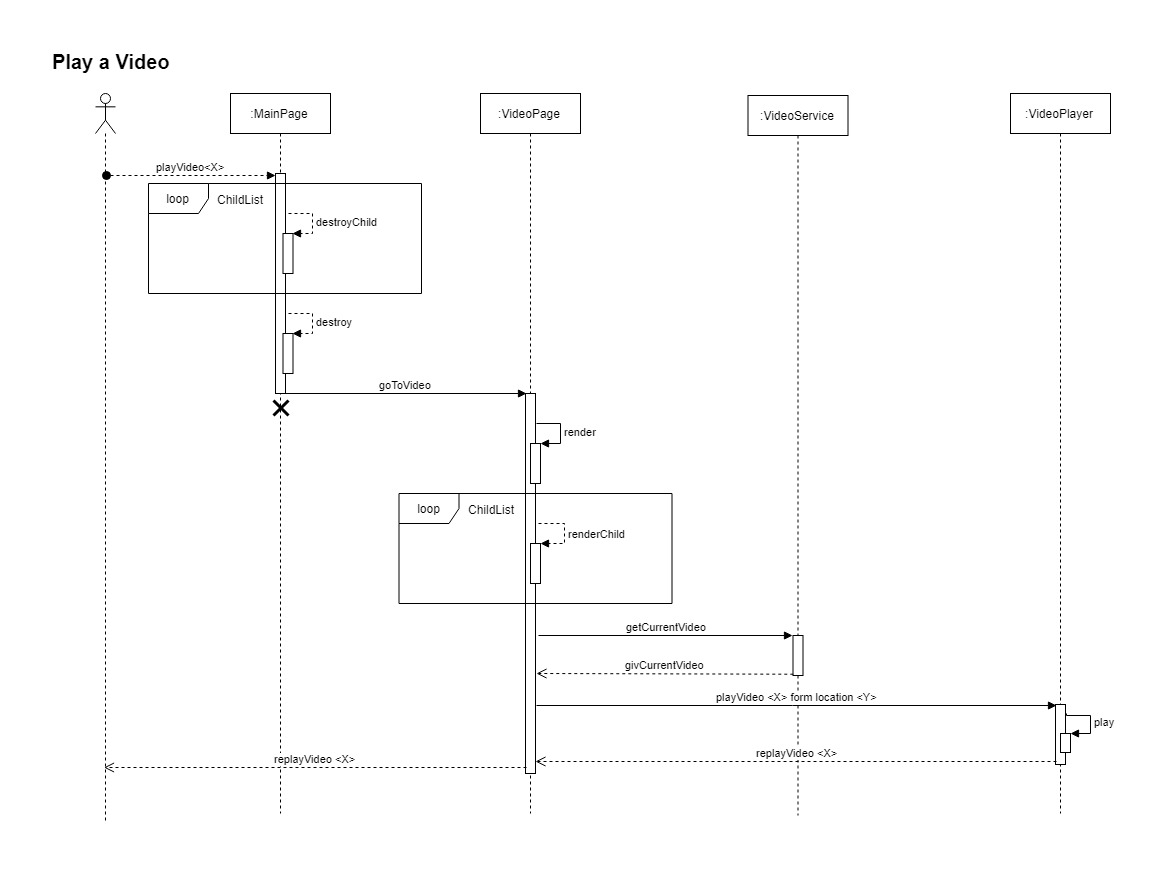 Play a Video
:MainPage
:VideoPage
:VideoService
:VideoPlayer
playVideo<X>
loop
ChildList
destroyChild
destroy
goToVideo
render
loop
ChildList
renderChild
getCurrentVideo
givCurrentVideo
playVideo <X> form location <Y>
play
replayVideo <X>
replayVideo <X>